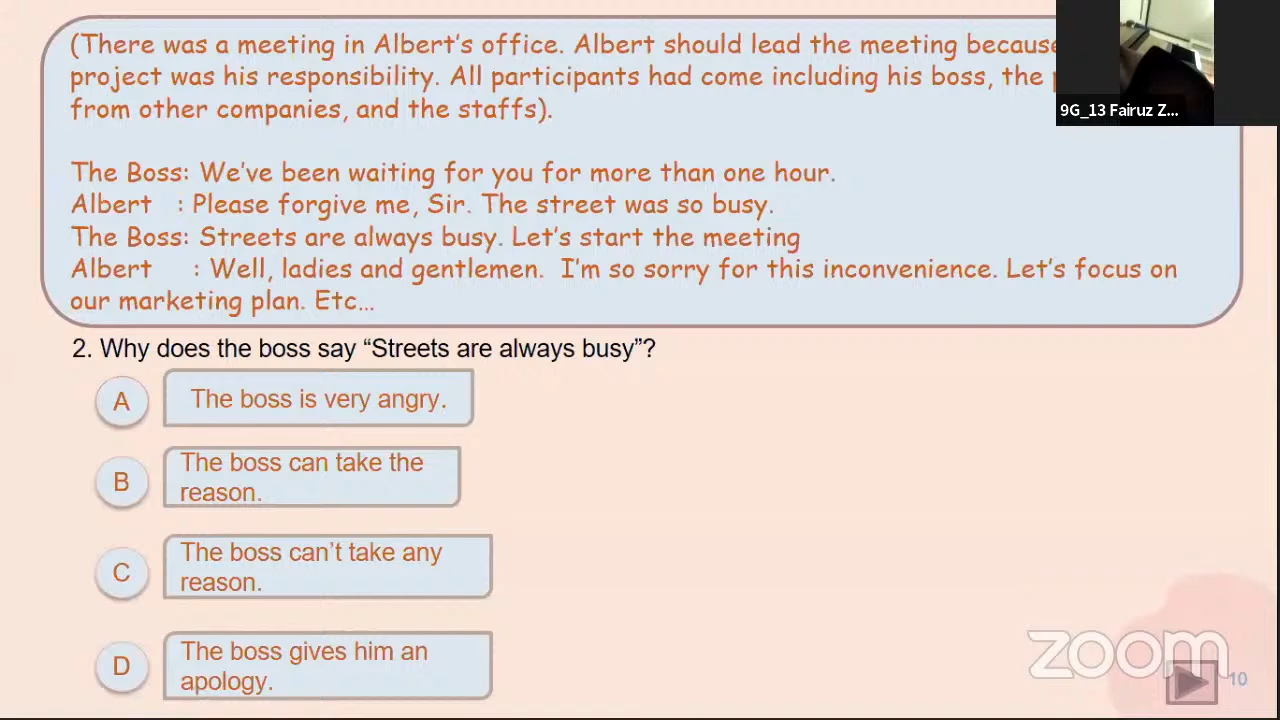 (There was a meeting in Albert's office. Albert should lead the meeting because
project was his responsibility. All participants had come including his boss, the
from other companies, and the staffs).
The Boss: We've been waiting for you for more than one hour.
Albert : Please forgive me, Sir. The street was so busy.
The Boss: Streets are always busy. Let's start the meeting
Albert : Well, ladies and gentlemen. I'm so sorry for this inconvenience. Let's focus on
our marketing plan. Etc…
9G_13 Fairuz Z...
2. Why does the boss say “Streets are always busy”?
A The boss is very angry.
B The boss can take the
reason.
C The boss can't take any
reason.
D The boss gives him an
apology.
zoom
10